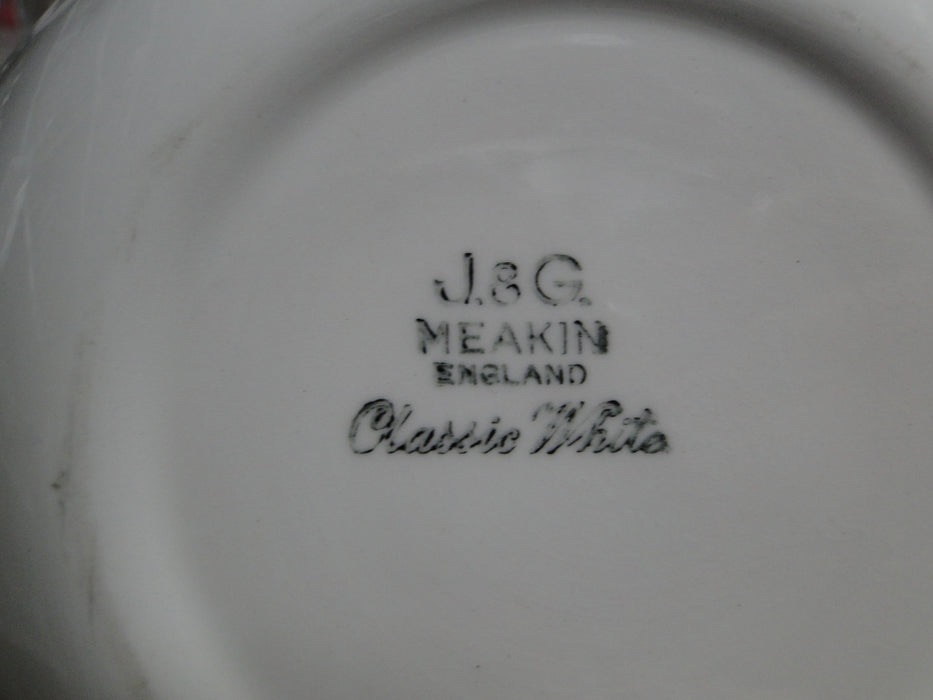 J. & G.
MEAKIN
ENGLAND
Classic White